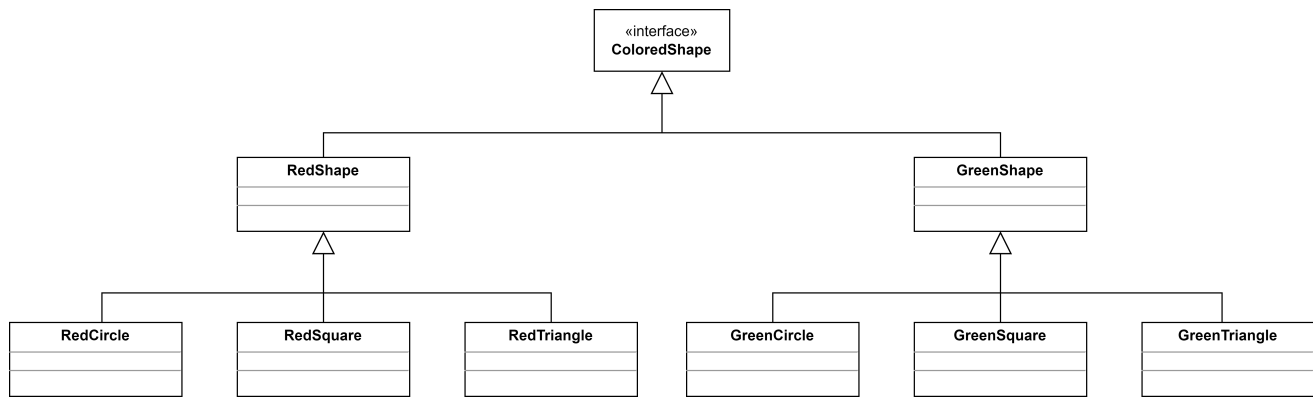 «interface»
ColoredShape
RedShape
GreenShape
RedCircle
RedSquare
RedTriangle
GreenCircle
GreenSquare
GreenTriangle